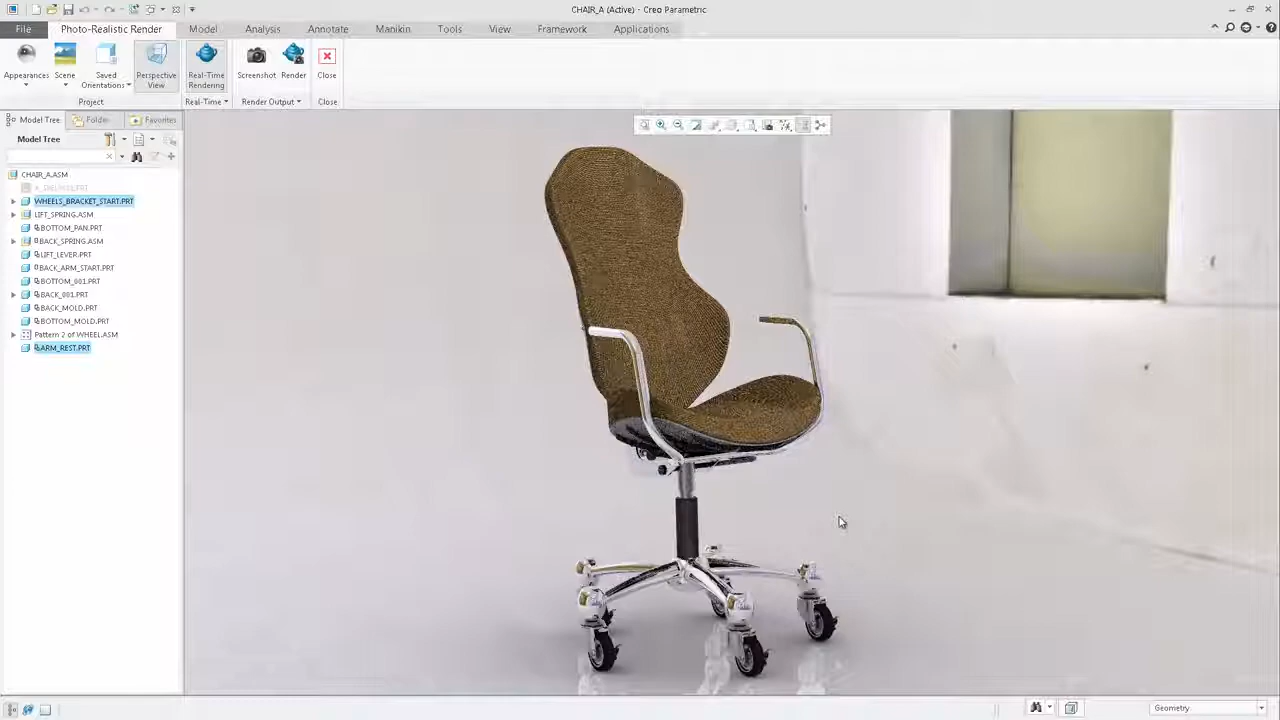 CHAIR_A (Active) - Creo Parametric
File
Photo-Realistic Render
Model
Analysis
Annotate
Manikin
Tools
View
Framework
Applications
Appearances
Scene
Saved Orientations
Perspective View
Real-Time Rendering
Screenshot
Render
Close
Project
Real-Time
Render Output
Close
Model Tree
Folder
Favorites
Model Tree
CHAIR_A.ASM
WHEELS_BRACKET_START.PRT
LIFT_SPRING.ASM
BOTTOM_PAN.PRT
BACK_SPRING.ASM
LIFT_LEVER.PRT
BACK_ARM_START.PRT
BOTTOM_001.PRT
BACK_001.PRT
BACK_MOLD.PRT
BOTTOM_MOLD.PRT
Pattern 2 of WHEEL.ASM
ARM_REST.PRT
Geometry